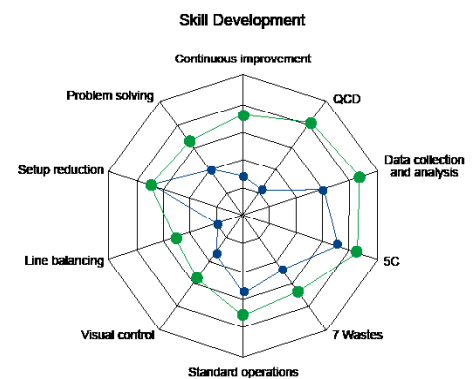 Skill Development
Continuous improvement
Problem solving
QCD
Setup reduction
Data collection
and analysis
Line balancing
5C
Visual control
7 Wastes
Standard operations